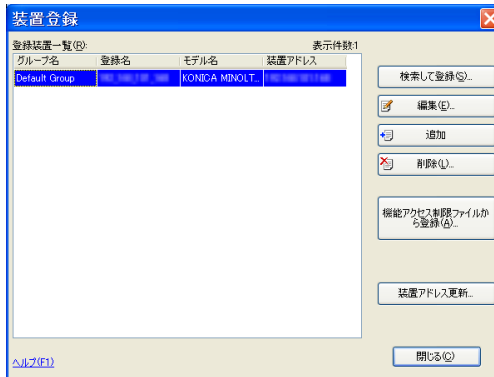 装置登録
登録装置一覧(R):
表示件数:1
グループ名 登録名 モデル名 装置アドレス
Default Group KONICA MINOLT...
検索して登録(S)...
編集(E)...
追加
削除(L)...
機能アクセス制限ファイルか
ら登録(A)...
装置アドレス更新...
ヘルプ(F1)
閉じる(C)